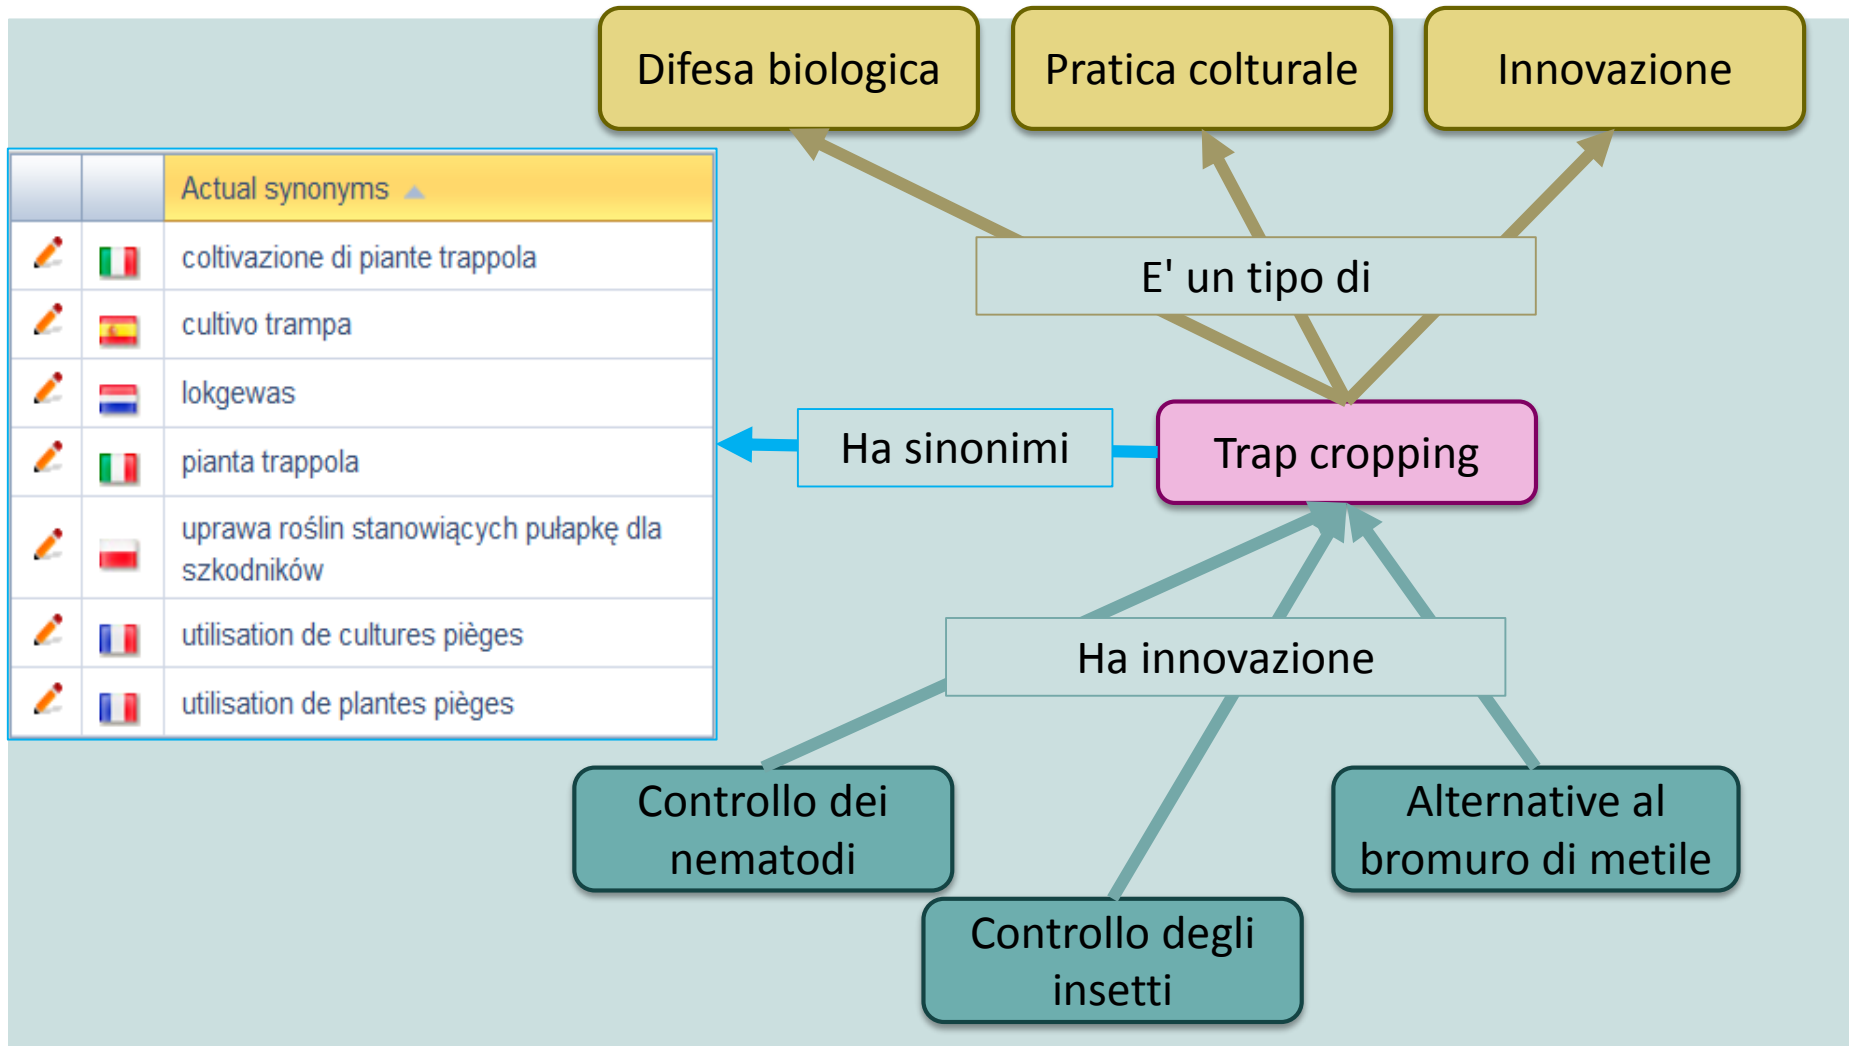 Difesa biologica
Pratica colturale
Innovazione
Actual synonyms
coltivazione di piante trappola
cultivo trampa
lokgewas
pianta trappola
uprawa roślin stanowiących pułapkę dla
szkodników
utilisation de cultures pièges
utilisation de plantes pièges
E' un tipo di
Ha sinonimi
Trap cropping
Ha innovazione
Controllo dei
nematodi
Controllo degli
insetti
Alternative al
bromuro di metile